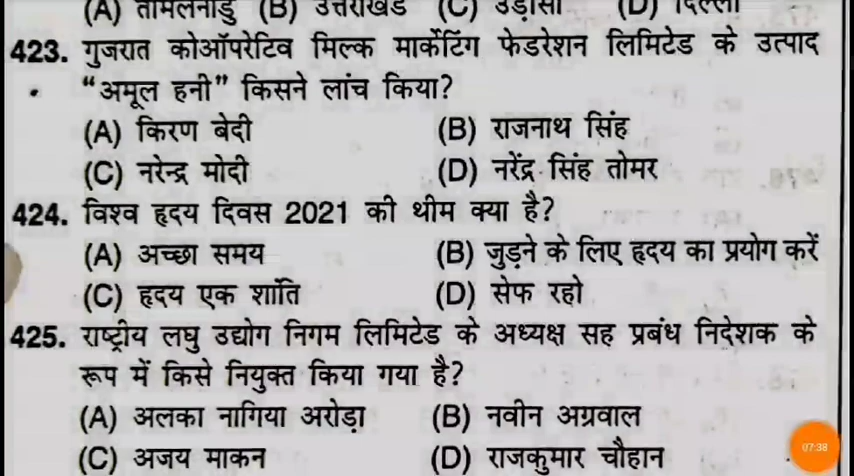 (A) तामिलनाडु (B) उत्तराखंड (C) उड़ीसा (D) दिल्ली
423. गुजरात कोऑपरेटिव मिल्क मार्केटिंग फेडरेशन लिमिटेड के उत्पाद
“अमूल हनी” किसने लांच किया?
(A) किरण बेदी (B) राजनाथ सिंह
(C) नरेन्द्र मोदी (D) नरेंद्र सिंह तोमर
424. विश्व हृदय दिवस 2021 की थीम क्या है?
(A) अच्छा समय (B) जुड़ने के लिए हृदय का प्रयोग करें
(C) हृदय एक शांति (D) सेफ रहो
425. राष्ट्रीय लघु उद्योग निगम लिमिटेड के अध्यक्ष सह प्रबंध निदेशक के
रूप में किसे नियुक्त किया गया है?
(A) अलका नागिया अरोड़ा (B) नवीन अग्रवाल
(C) अजय माकन (D) राजकुमार चौहान
07:38